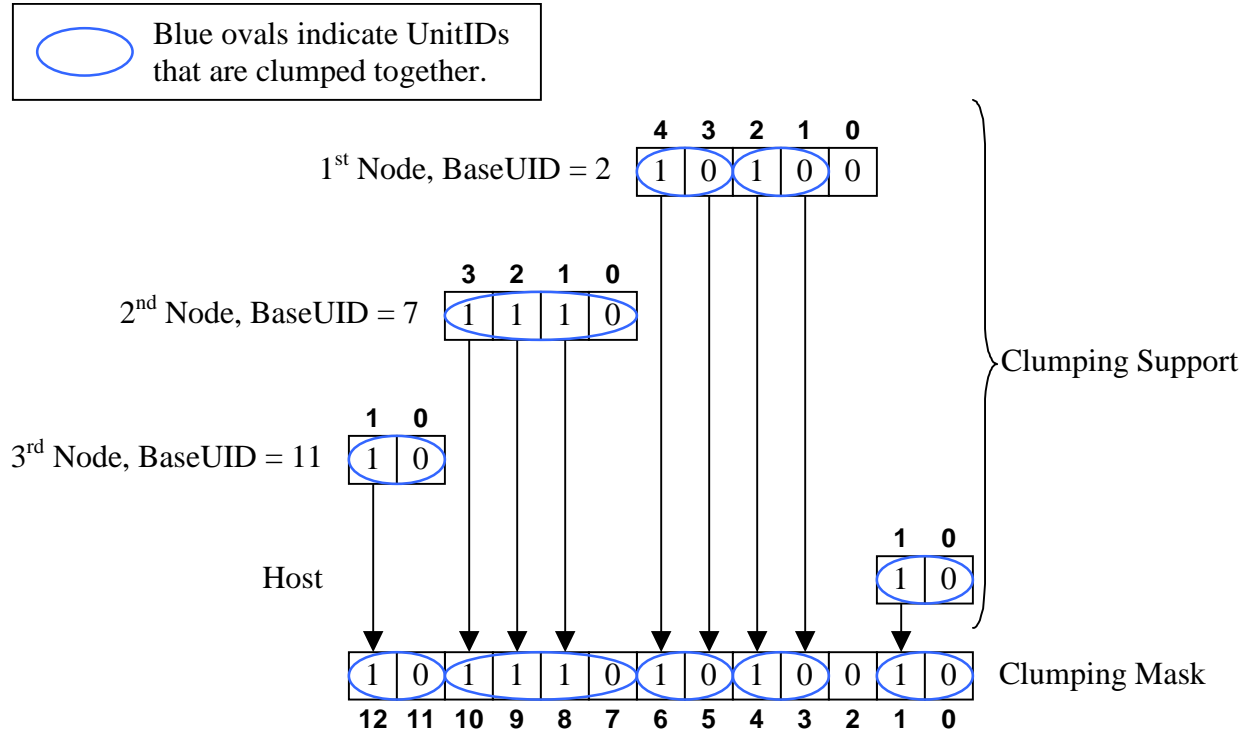 Blue ovals indicate UnitIDs
that are clumped together.
4 3 2 1 0
1st Node, BaseUID = 2 1 0 1 0 0
3 2 1 0
2nd Node, BaseUID = 7 1 1 1 0
Clumping Support
1 0
3rd Node, BaseUID = 11 1 0
1 0
Host 1 0
1 0 1 1 1 0 1 0 1 0 0 1 0 Clumping Mask
12 11 10 9 8 7 6 5 4 3 2 1 0